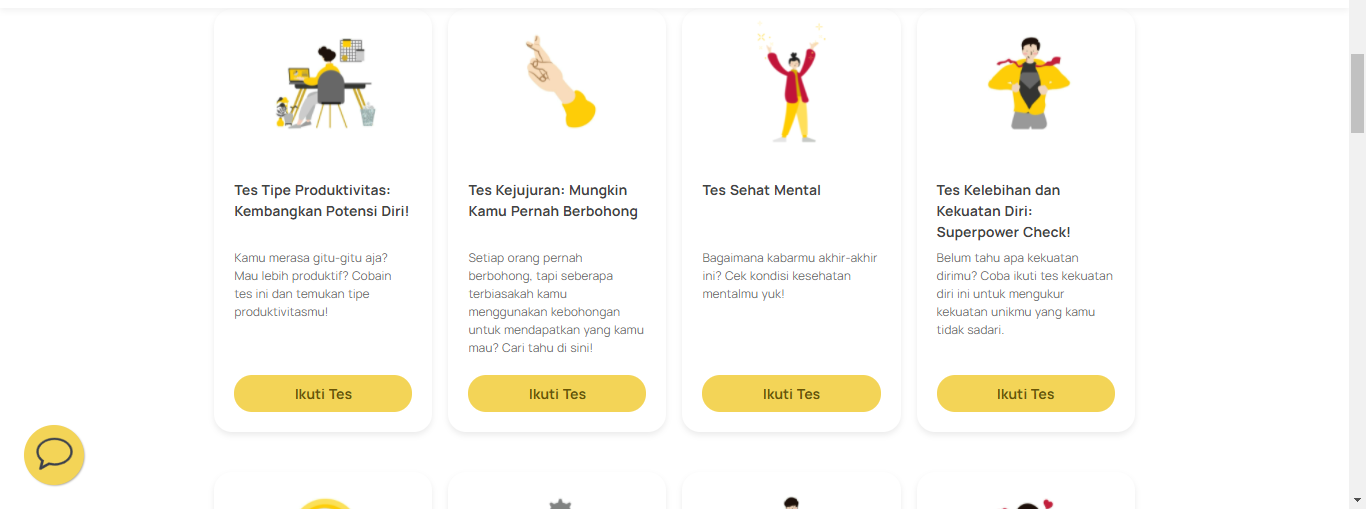 Tes Tipe Produktivitas:
Kembangkan Potensi Diri!
Kamu merasa gitu-gitu aja?
Mau lebih produktif? Cobain
tes ini dan temukan tipe
produktivitasmu!
Ikuti Tes
Tes Kejujuran: Mungkin
Kamu Pernah Berbohong
Setiap orang pernah
berbohong, tapi seberapa
terbiasakah kamu
menggunakan kebohongan
untuk mendapatkan yang kamu
mau? Cari tahu di sini!
Ikuti Tes
Tes Sehat Mental
Bagaimana kabarmu akhir-akhir
ini? Cek kondisi kesehatan
mentalmu yuk!
Ikuti Tes
Tes Kelebihan dan
Kekuatan Diri:
Superpower Check!
Belum tahu apa kekuatan
dirimu? Coba ikuti tes kekuatan
diri ini untuk mengukur
kekuatan unikmu yang kamu
tidak sadari.
Ikuti Tes